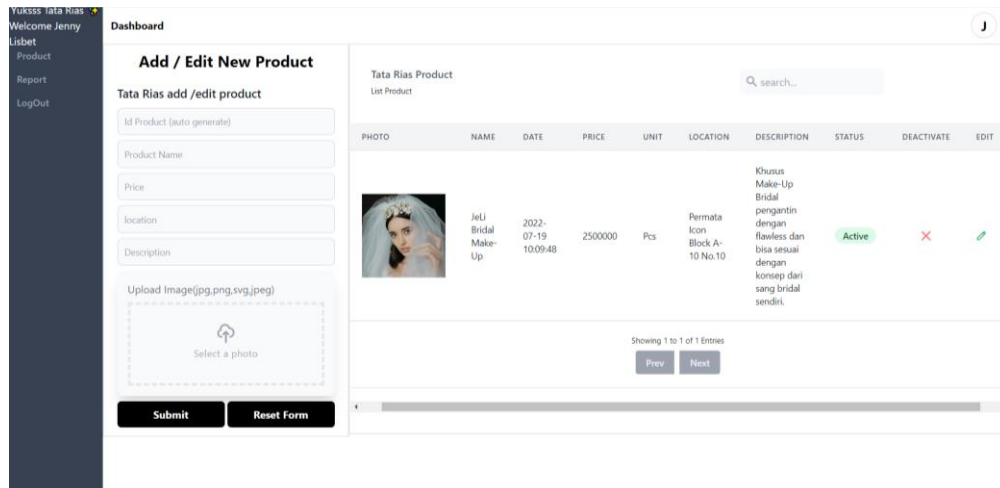 Yuksss Tata Rias ✨
Welcome Jenny
Lisbet
Product
Report
LogOut
Dashboard
J
Add / Edit New Product
Tata Rias add /edit product
Id Product (auto generate)
Product Name
Price
location
Description
Upload Image(jpg,png,svg,jpeg)
Select a photo
Submit
Reset Form
Tata Rias Product
List Product
search...
PHOTO NAME DATE PRICE UNIT LOCATION DESCRIPTION STATUS DEACTIVATE EDIT
JeLi
Bridal
Make-
Up
2022-
07-19
10:09:48
2500000
Pcs
Permata
Icon
Block A-
10 No.10
Khusus
Make-Up
Bridal
pengantin
dengan
flawless dan
bisa sesuai
dengan
konsep dari
sang bridal
sendiri.
Active
Showing 1 to 1 of 1 Entries
Prev
Next